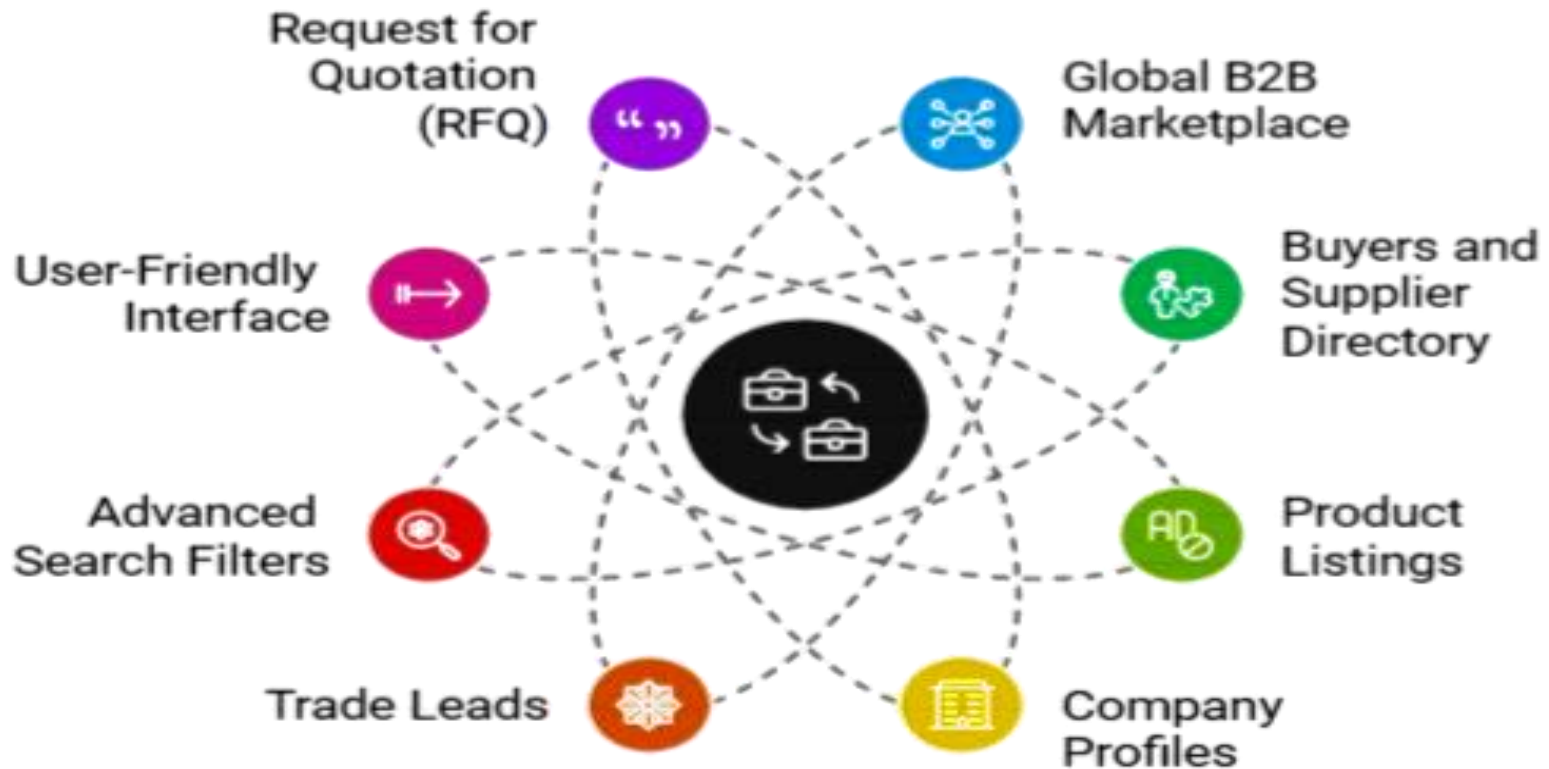 Request for
Quotation
(RFQ)
Global B2B
Marketplace
User-Friendly
Interface
Buyers and
Supplier
Directory
Advanced
Search Filters
AD
Product
Listings
Trade Leads
Company
Profiles